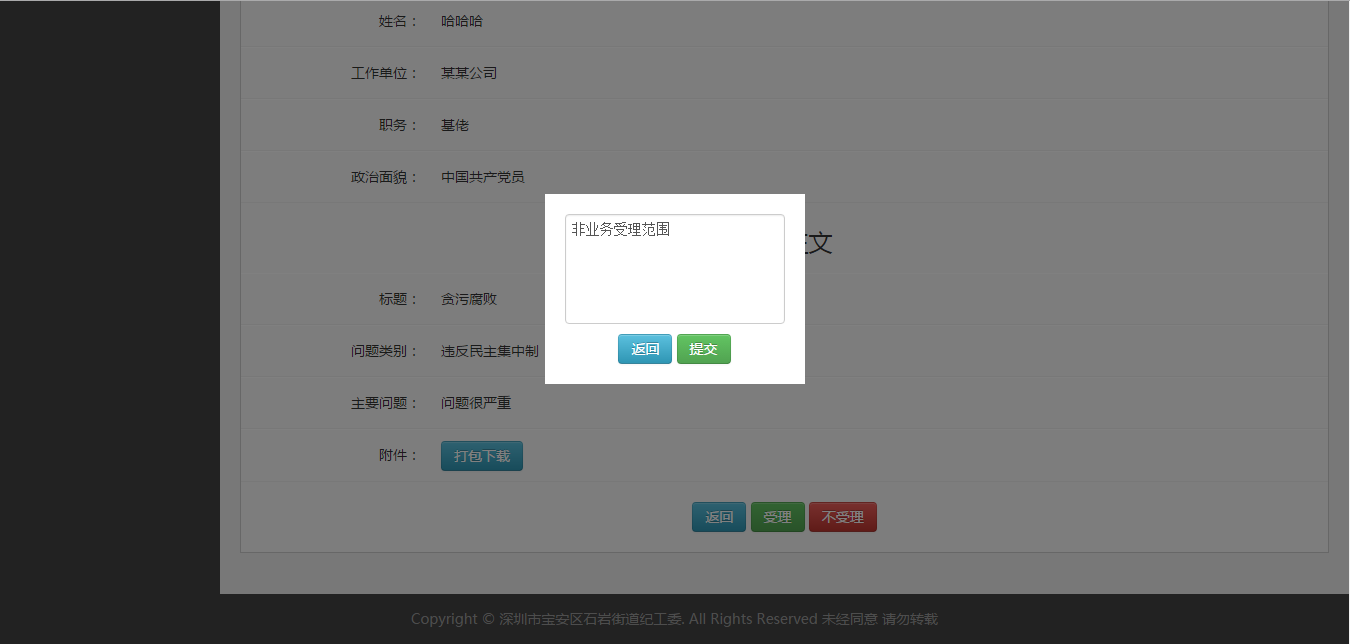 姓名： 哈哈哈
工作单位： 某某公司
职务： 基佬
政治面貌： 中国共产党员
文
非业务受理范围
返回 提交
标题： 贪污腐败
问题类别： 违反民主集中制
主要问题： 问题很严重
附件： 打包下载
返回 受理 不受理
Copyright © 深圳市宝安区石岩街道纪工委. All Rights Reserved 未经同意 请勿转载